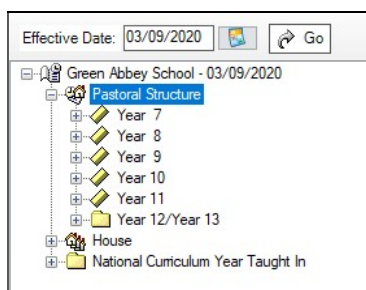 Effective Date: 03/09/2020 Go
Green Abbey School - 03/09/2020
Pastoral Structure
Year 7
Year 8
Year 9
Year 10
Year 11
Year 12/Year 13
House
National Curriculum Year Taught In